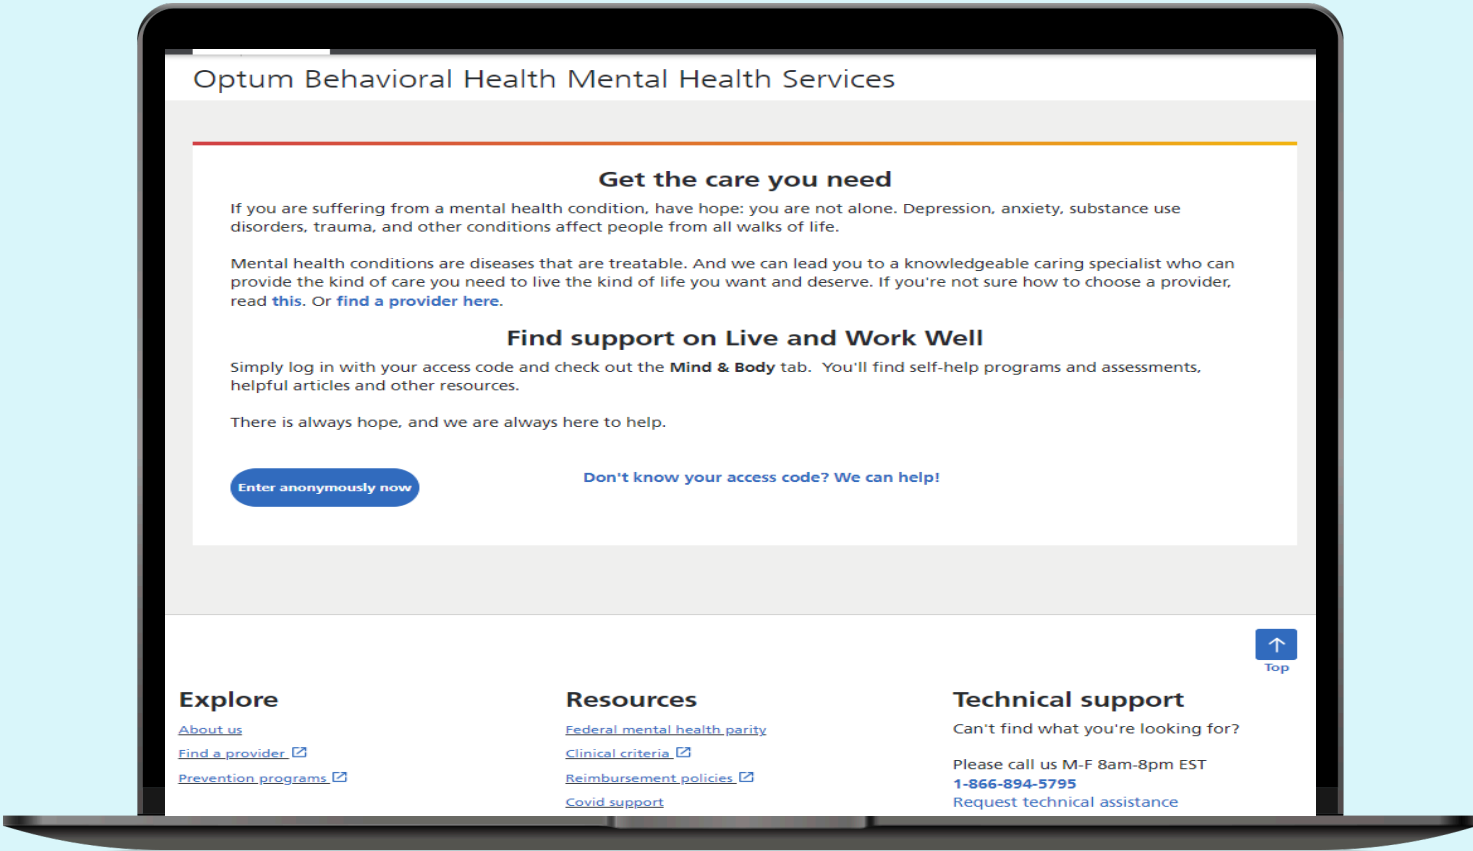 Optum Behavioral Health Mental Health Services
Get the care you need
If you are suffering from a mental health condition, have hope: you are not alone. Depression, anxiety, substance use
disorders, trauma, and other conditions affect people from all walks of life.
Mental health conditions are diseases that are treatable. And we can lead you to a knowledgeable caring specialist who can
provide the kind of care you need to live the kind of life you want and deserve. If you're not sure how to choose a provider,
read this. Or find a provider here.
Find support on Live and Work Well
Simply log in with your access code and check out the Mind & Body tab. You'll find self-help programs and assessments,
helpful articles and other resources.
There is always hope, and we are always here to help.
Enter anonymously now
Don't know your access code? We can help!
Top
Explore
About us
Find a provider
Prevention programs
Resources
Federal mental health parity
Clinical criteria
Reimbursement policies
Covid support
Technical support
Can't find what you're looking for?
Please call us M-F 8am-8pm EST
1-866-894-5795
Request technical assistance